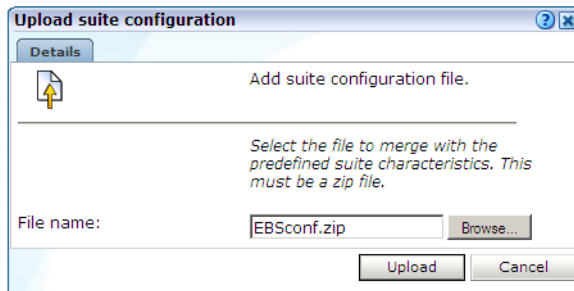 Upload suite configuration
Details
Add suite configuration file.
Select the file to merge with the
predefined suite characteristics. This
must be a zip file.
File name:
EBSconf.zip
Browse...
Upload
Cancel